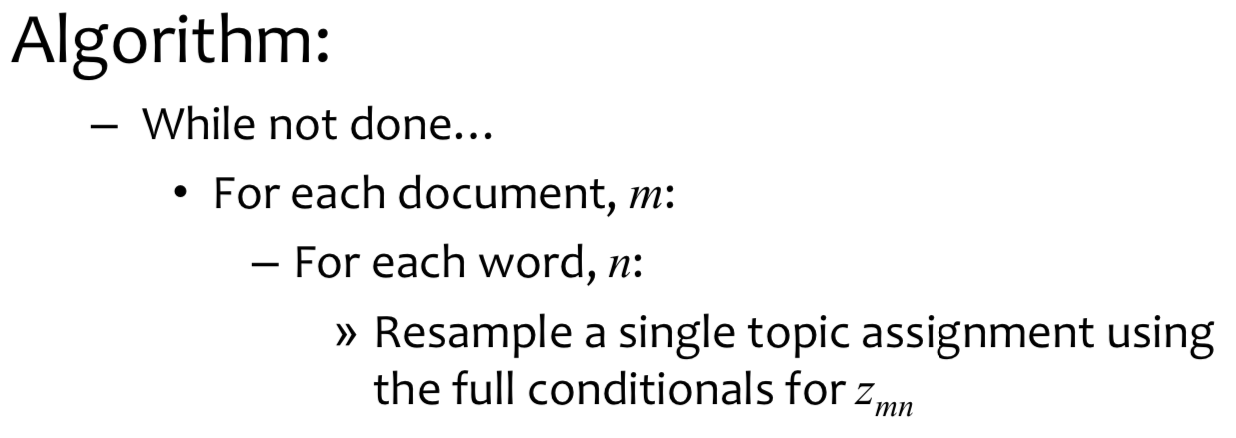 Algorithm:
– While not done…
• For each document, m:
– For each word, n:
» Resample a single topic assignment using
the full conditionals for z_mn